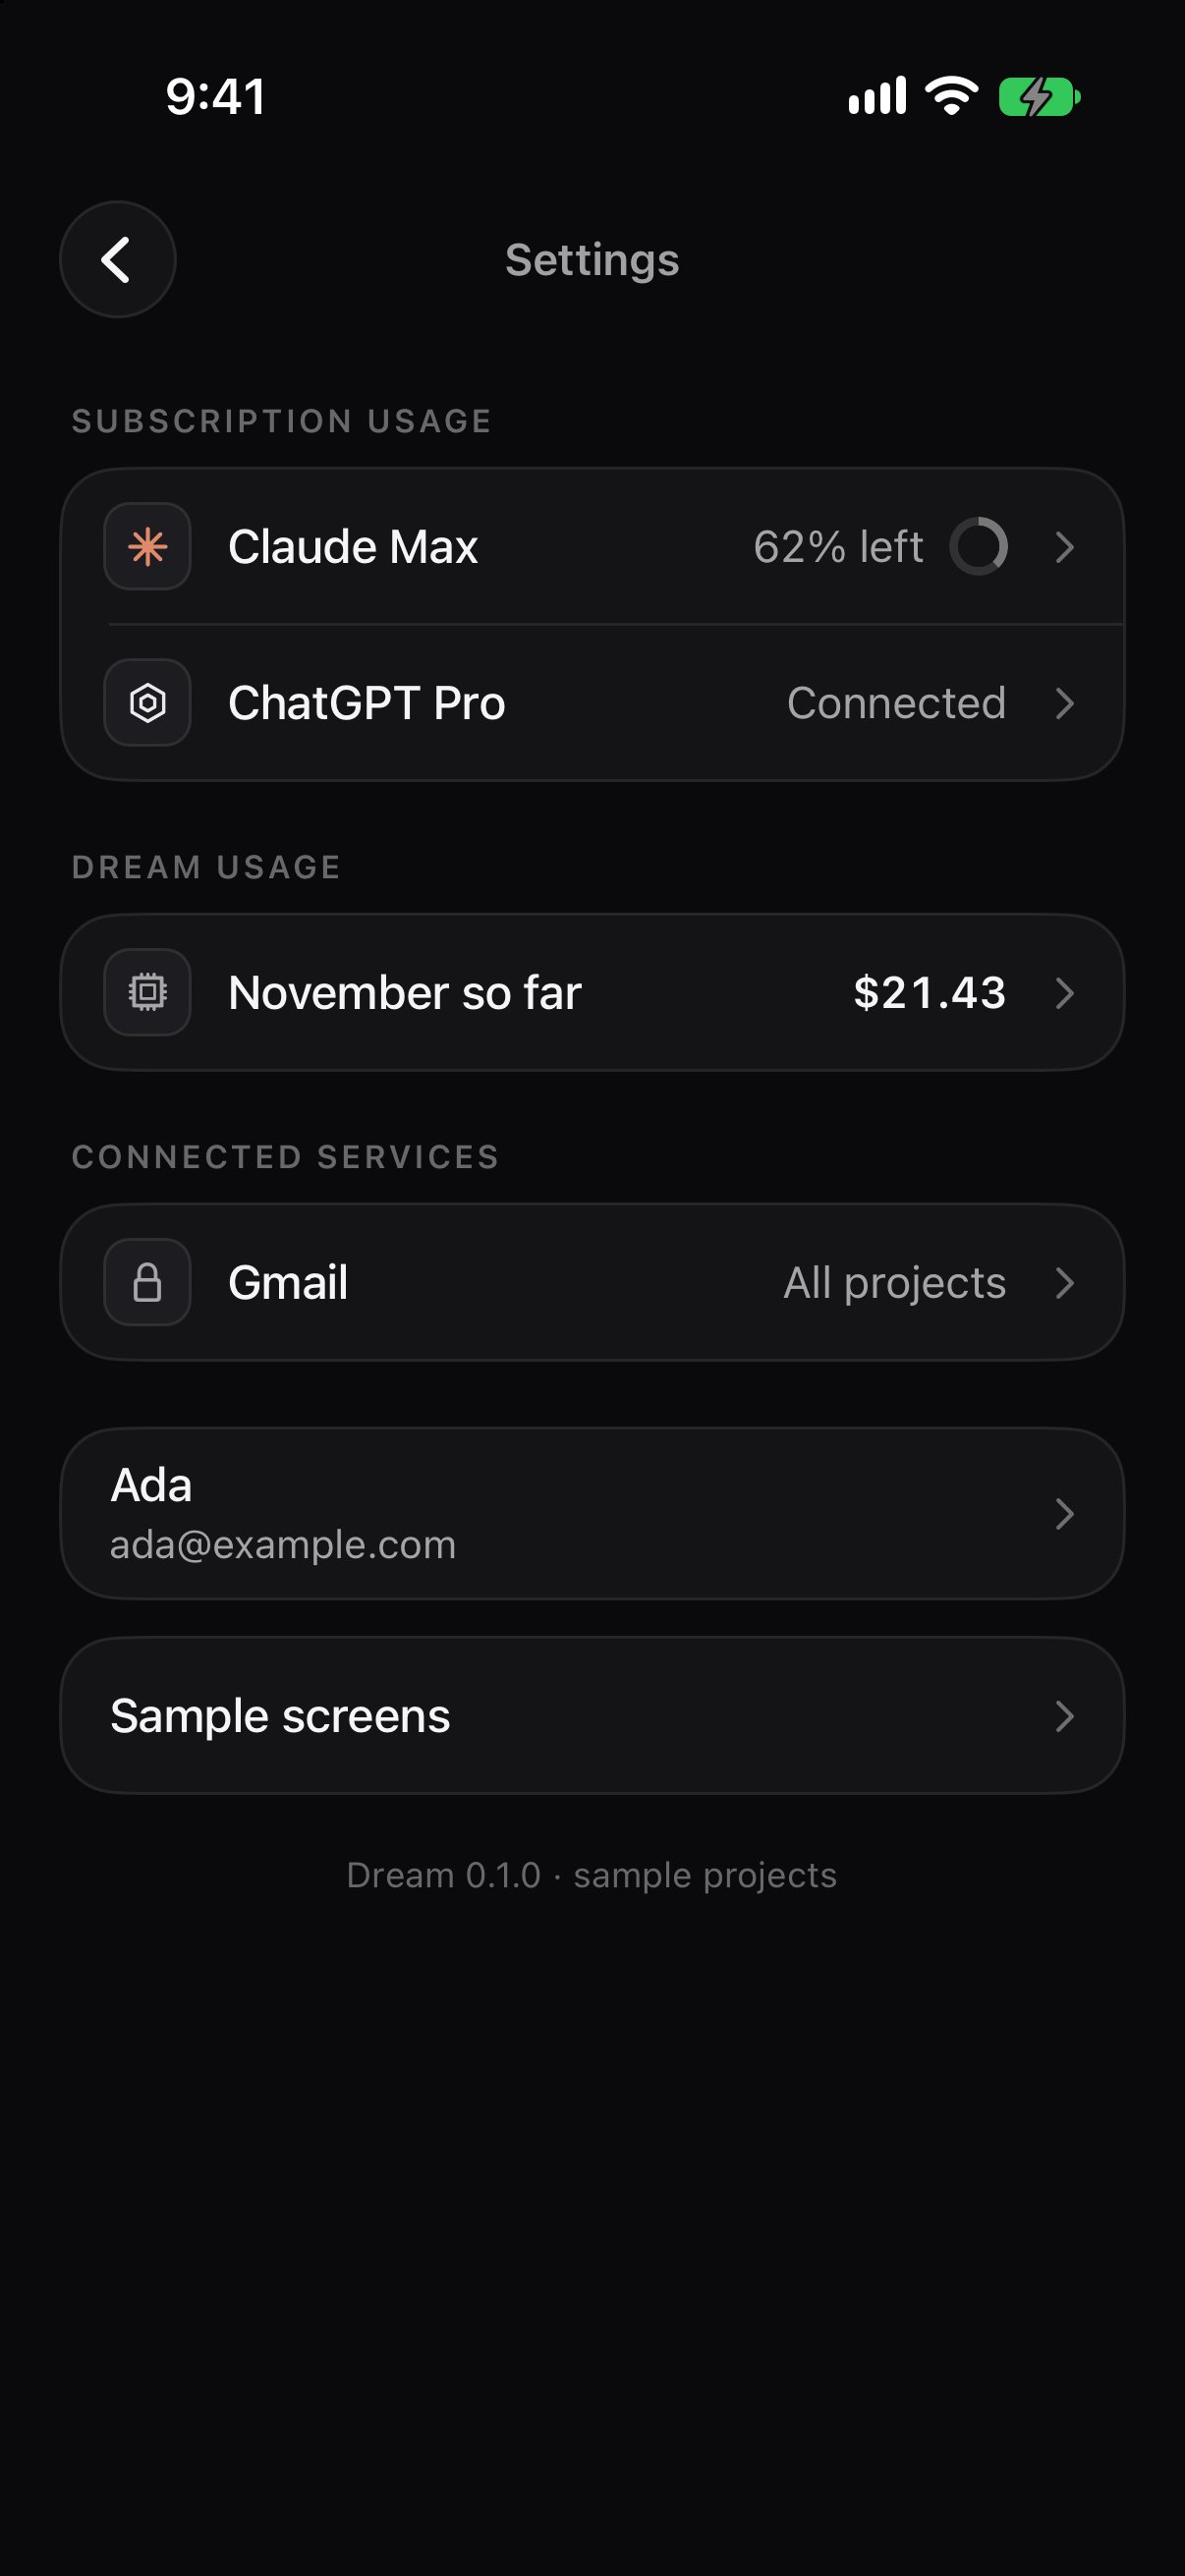 9:41
Settings
SUBSCRIPTION USAGE
Claude Max 62% left
ChatGPT Pro Connected
DREAM USAGE
November so far $21.43
CONNECTED SERVICES
Gmail All projects
Ada
ada@example.com
Sample screens
Dream 0.1.0 · sample projects